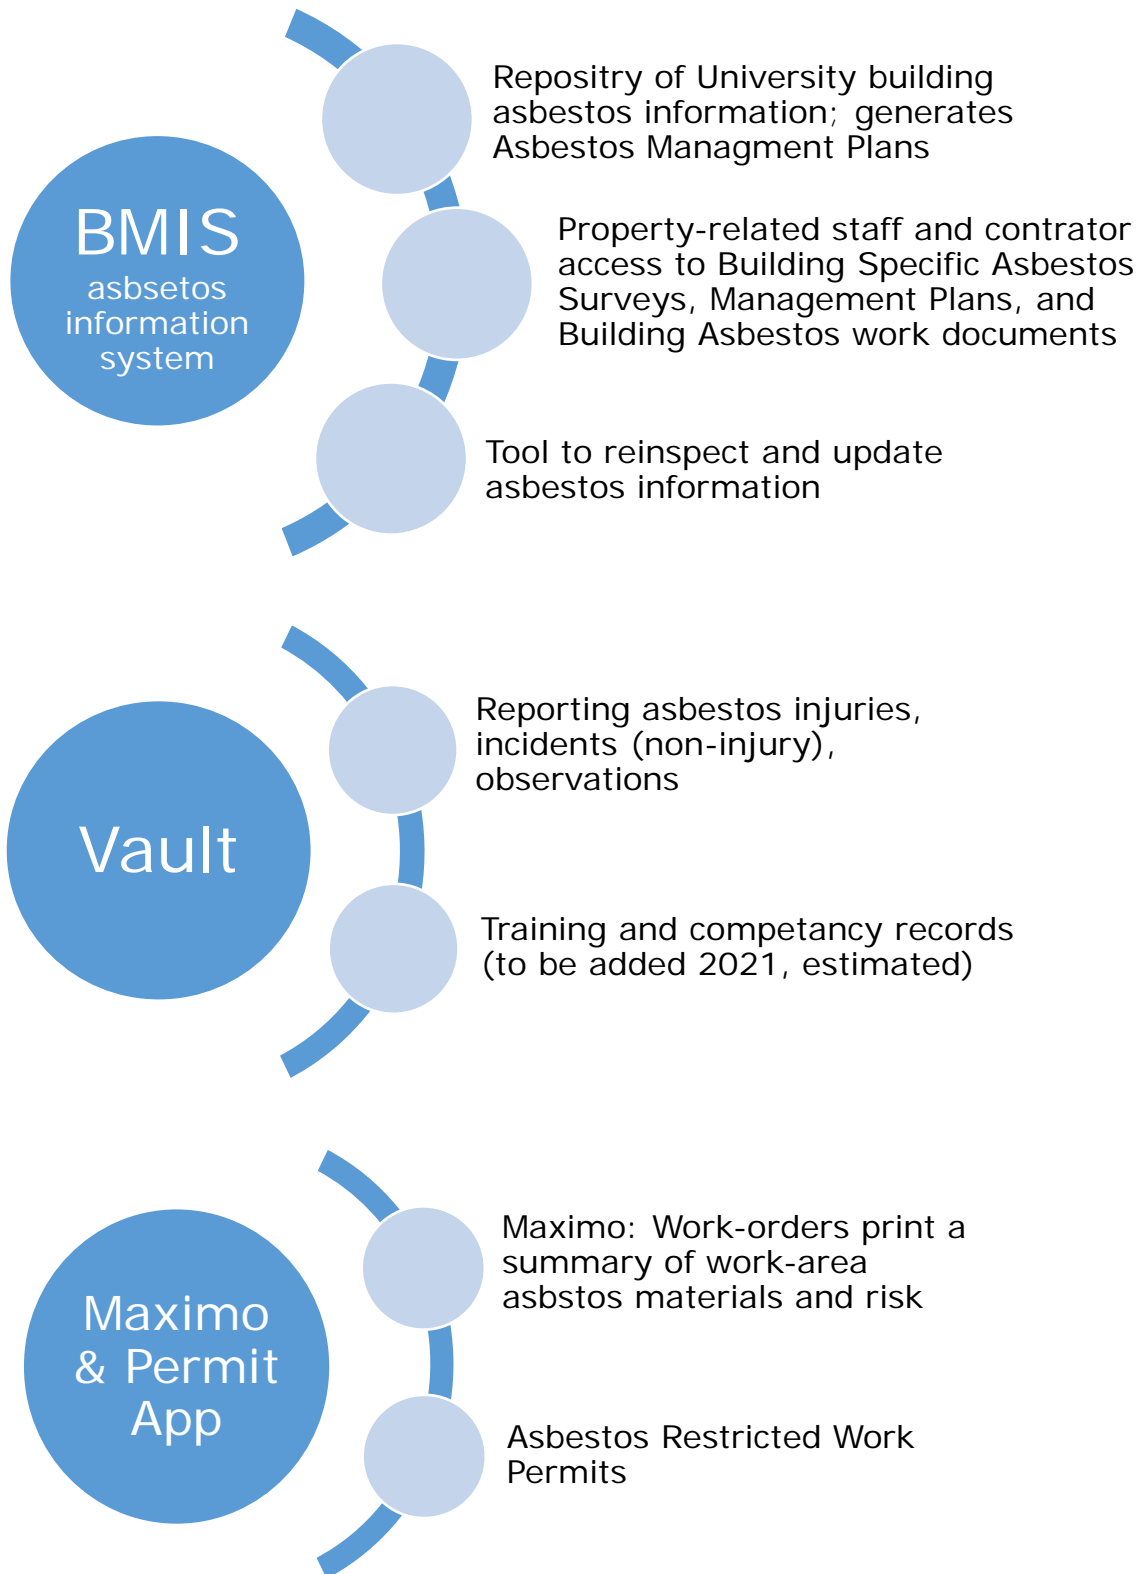 BMIS
asbsetos
information
system
Repositry of University building
asbestos information; generates
Asbestos Managment Plans
Property-related staff and contrator
access to Building Specific Asbestos
Surveys, Management Plans, and
Building Asbestos work documents
Tool to reinspect and update
asbestos information
Vault
Reporting asbestos injuries,
incidents (non-injury),
observations
Training and competancy records
(to be added 2021, estimated)
Maximo
& Permit
App
Maximo: Work-orders print a
summary of work-area
asbstos materials and risk
Asbestos Restricted Work
Permits